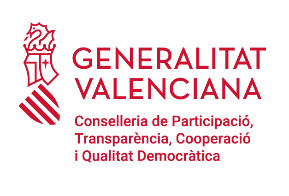 GENERALITAT
VALENCIANA
Conselleria de Participació,
Transparència, Cooperació
i Qualitat Democràtica